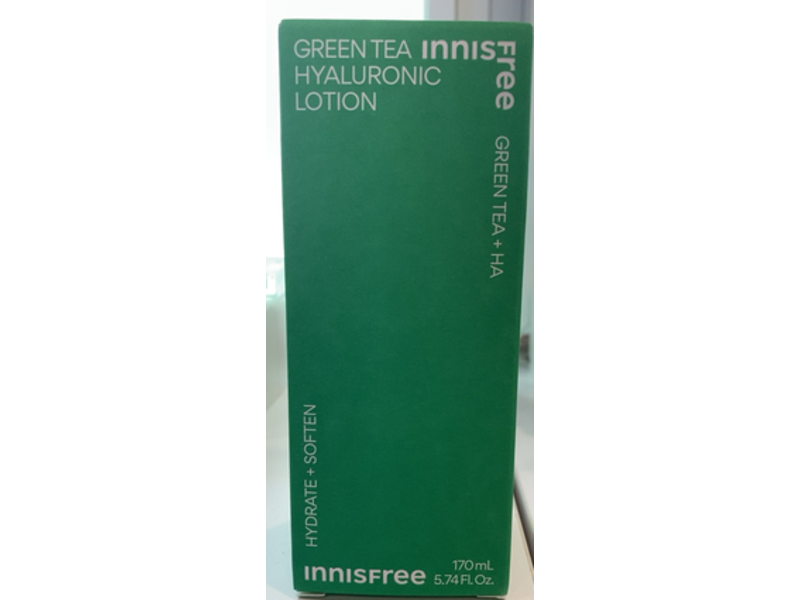 GREEN TEA
HYALURONIC
LOTION
INNISFree
GREEN TEA + HA
HYDRATE + SOFTEN
INNISFree
170 mL
5.74 Fl. Oz.